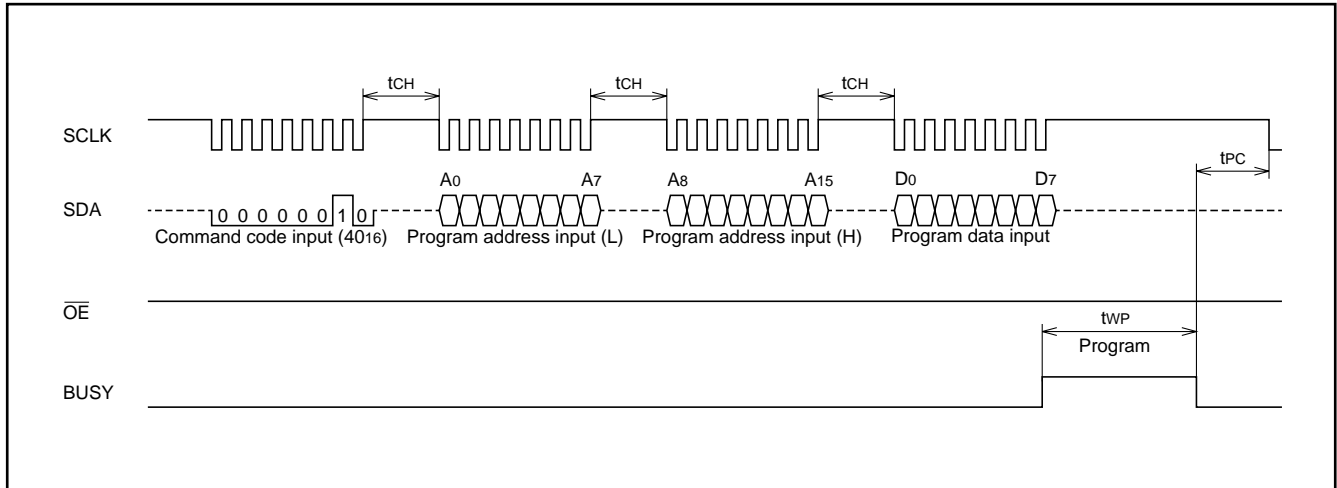 tCH tCH tCH
SCLK
tPC
A0 A7 A8 A15 D0 D7
SDA
0 0 0 0 0 0 1 0
Command code input (4016) Program address input (L) Program address input (H) Program data input
OE
tWP
Program
BUSY